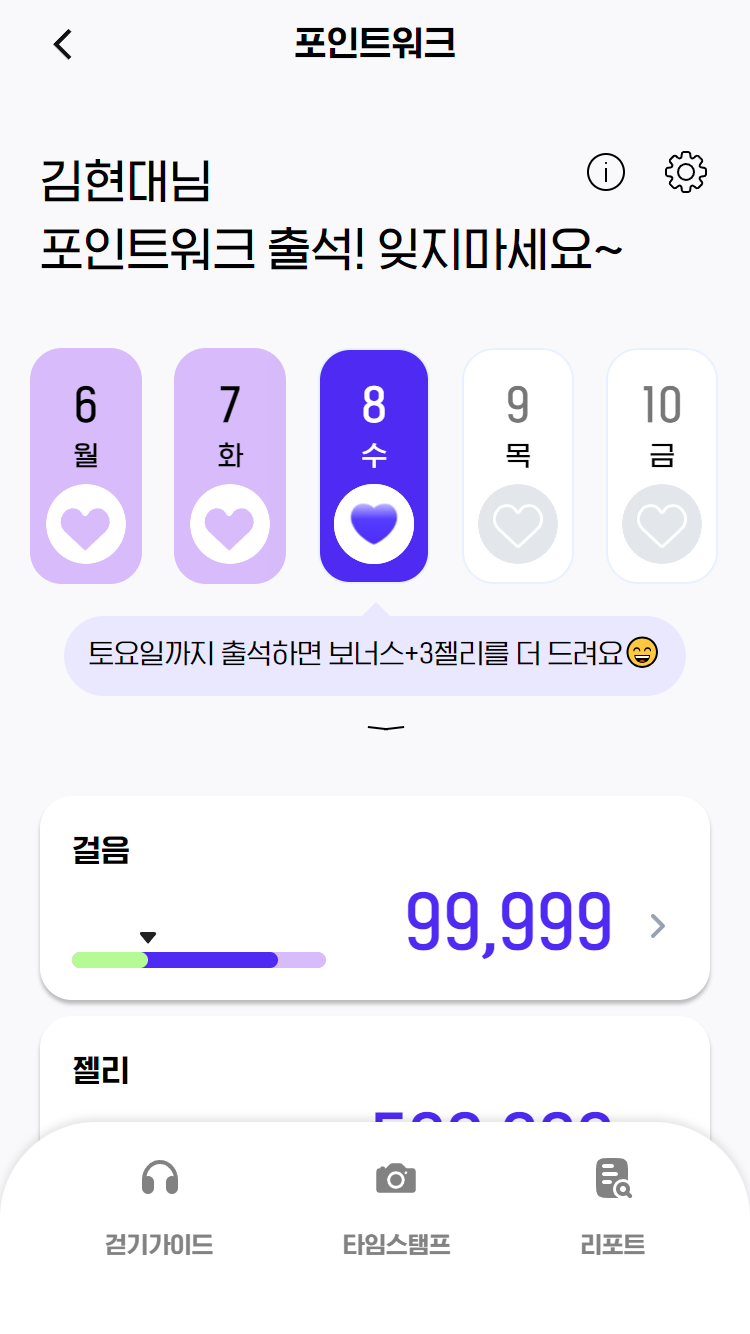 포인트워크
김현대님
포인트워크 출석! 잊지마세요~
6 7 8 9 10
월 화 수 목 금
토요일까지 출석하면 보너스+3젤리를 더 드려요😄
걸음
99,999
젤리
걷기가이드 타임스탬프 리포트